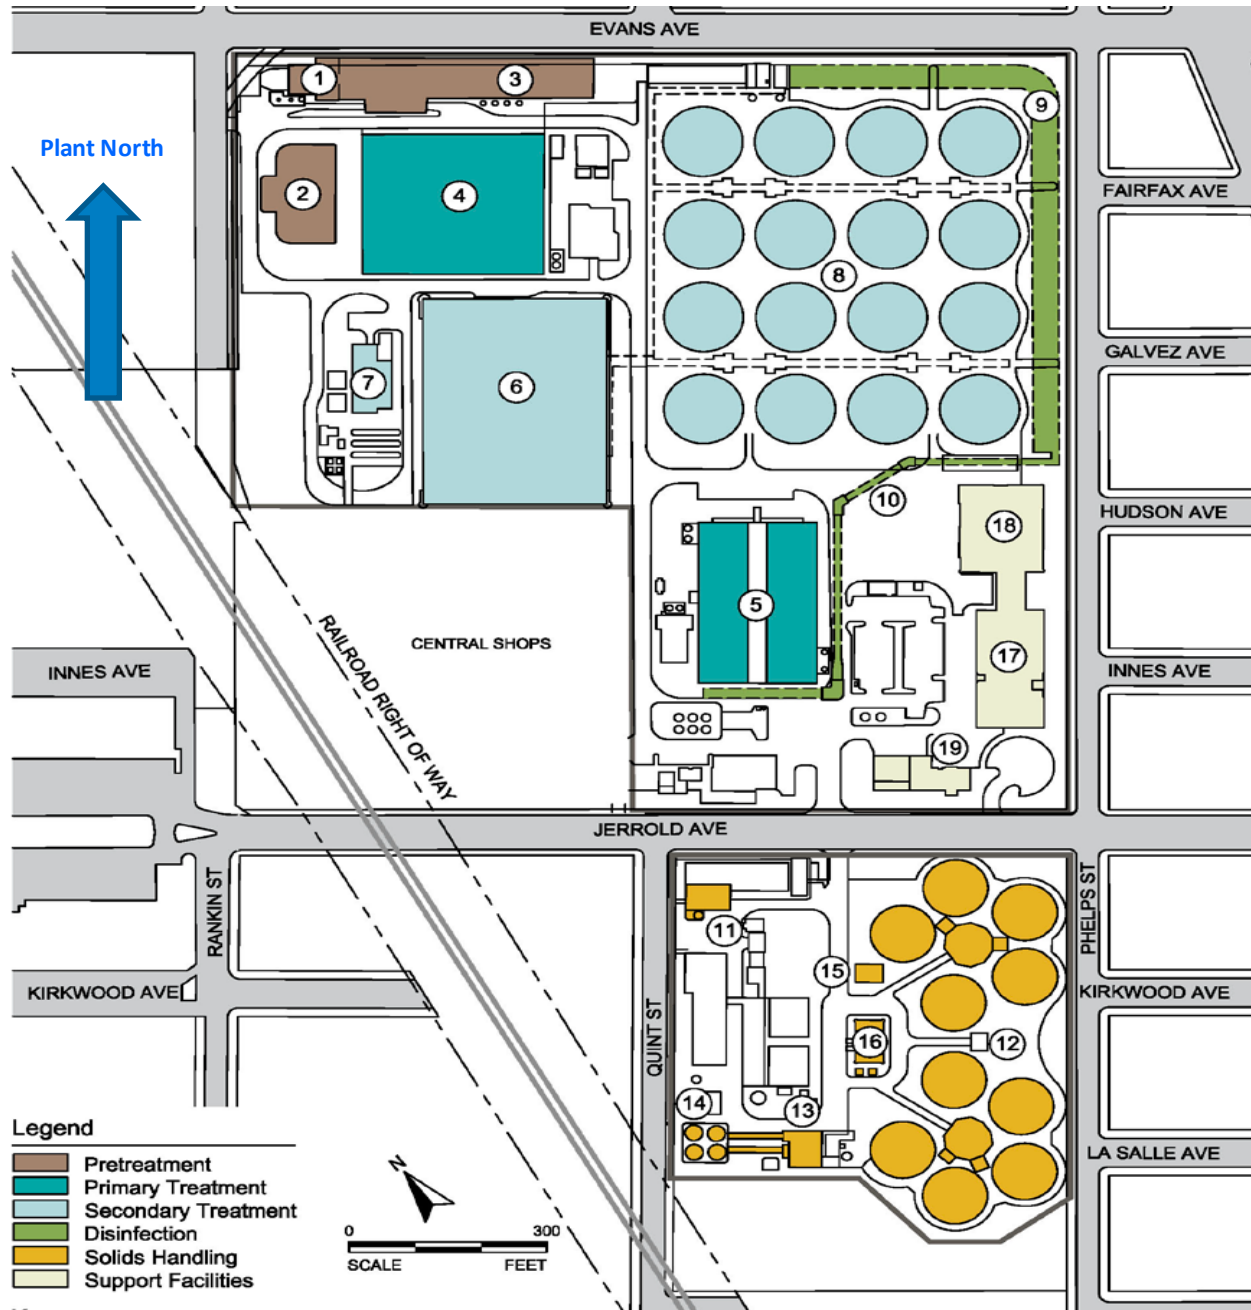 EVANS AVE
1
3
9
Plant North
2
4
FAIRFAX AVE
8
GALVEZ AVE
7
6
10
HUDSON AVE
18
5
CENTRAL SHOPS
17
INNES AVE
INNES AVE
RAILROAD RIGHT OF WAY
19
JERROLD AVE
RANKIN ST
PHELPS ST
11
15
KIRKWOOD AVE
KIRKWOOD AVE
QUINT ST
16
12
14
13
LA SALLE AVE
Legend
Pretreatment
Primary Treatment
Secondary Treatment
Disinfection
Solids Handling
Support Facilities
N
0 300
SCALE FEET